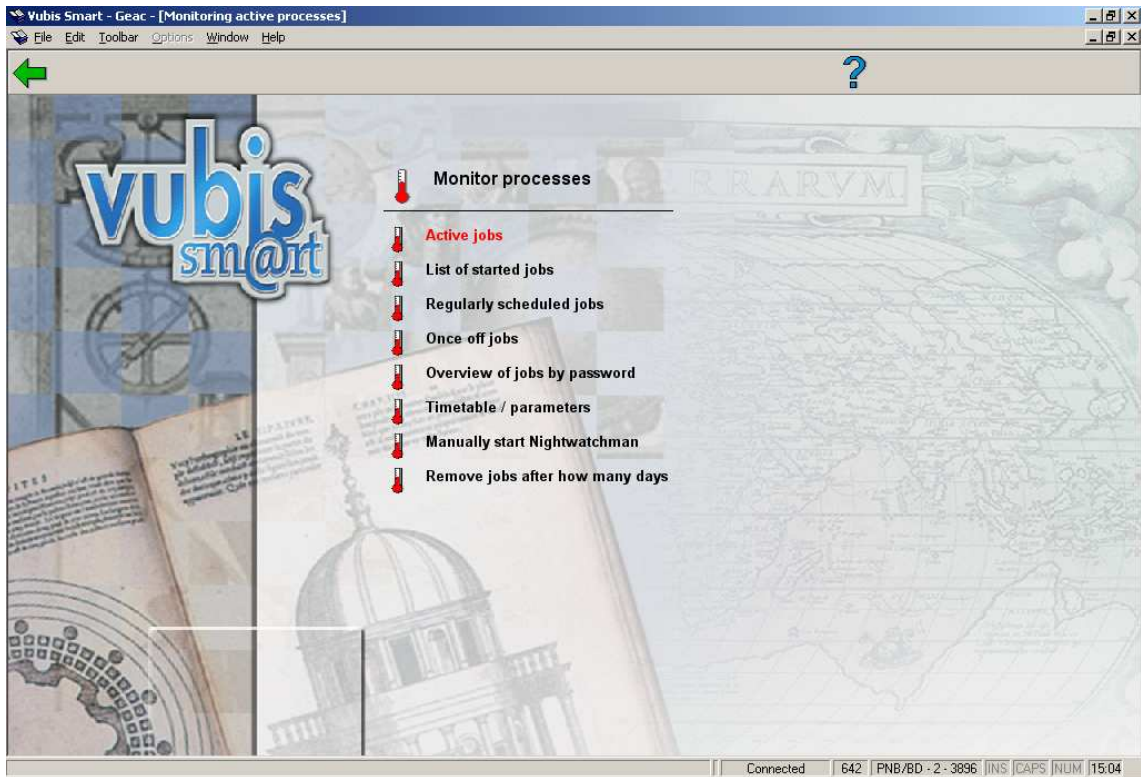 Vubis Smart - Geac - [Monitoring active processes]
File Edit Toolbar Options Window Help
?
vubis
sm@rt
RRARVM
Monitor processes
Active jobs
List of started jobs
Regularly scheduled jobs
Once off jobs
Overview of jobs by password
Timetable / parameters
Manually start Nightwatchman
Remove jobs after how many days
Connected 642 PNB/BD - 2 - 3896 INS CAPS NUM 15:04